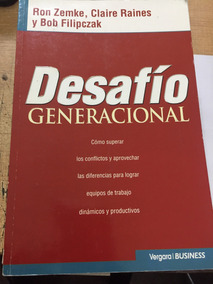 Ron Zemke, Claire Raines
y Bob Filipczak
Desafío
GENERACIONAL
Cómo superar
los conflictos y aprovechar
las diferencias para lograr
equipos de trabajo
dinámicos y productivos
Vergara BUSINESS